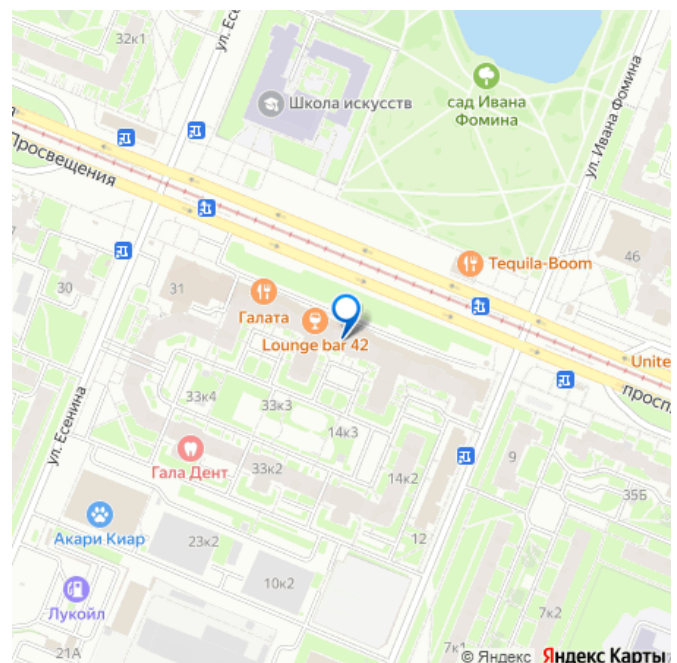 32к1
ул. Есенина
Школа искусств
сад Ивана
Фомина
ул. Ивана Фомина
Просвещения
Tequila-Boom
46
30
31
Галата
Lounge bar 42
Unite
просп
33к4
33к3
14к3
ул. Есенина
Гала Дент
33к2
14к2
9
35Б
Акари Киар
23к2
12
10к2
Лукойл
7к2
21А
7к1
© Яндекс Яндекс Карты